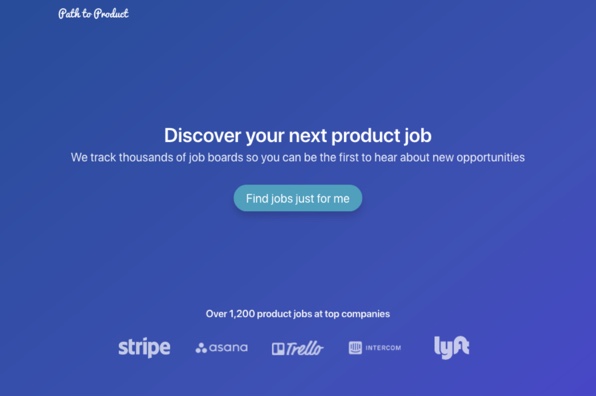 Path to Product
Discover your next product job
We track thousands of job boards so you can be the first to hear about new opportunities
Find jobs just for me
Over 1,200 product jobs at top companies
stripe asana Trello INTERCOM lyft